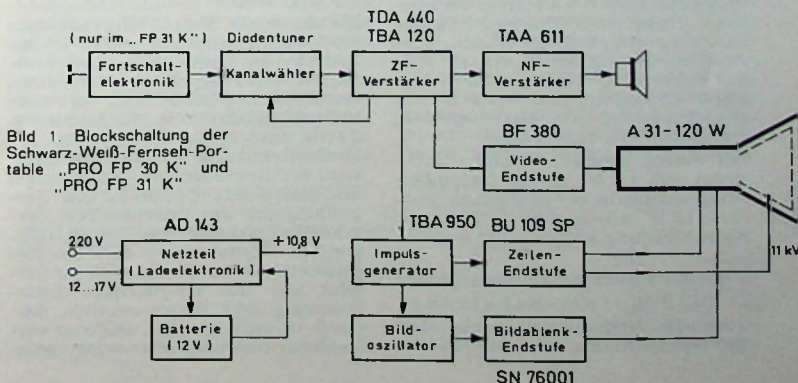 TDA 440
( nur im „FP 31 K“ ) Diodentuner TBA 120 TAA 611
Fortschalt-
elektronik
Kanalwähler
ZF-
Verstärker
NF-
Verstärker
Bild 1. Blockschaltung der
Schwarz-Weiß-Fernseh-Por-
table „PRO FP 30 K“ und
„PRO FP 31 K“
BF 380
Video-
Endstufe
A 31-120 W
AD 143
220 V
12...17 V
Netzteil
( Ladeelektronik )
+10,8 V
Batterie
( 12 V )
TBA 950
Impuls-
generator
BU 109 SP
Zeilen-
Endstufe
11 kV
Bild-
oszillator
Bildablenk-
Endstufe
SN 76001